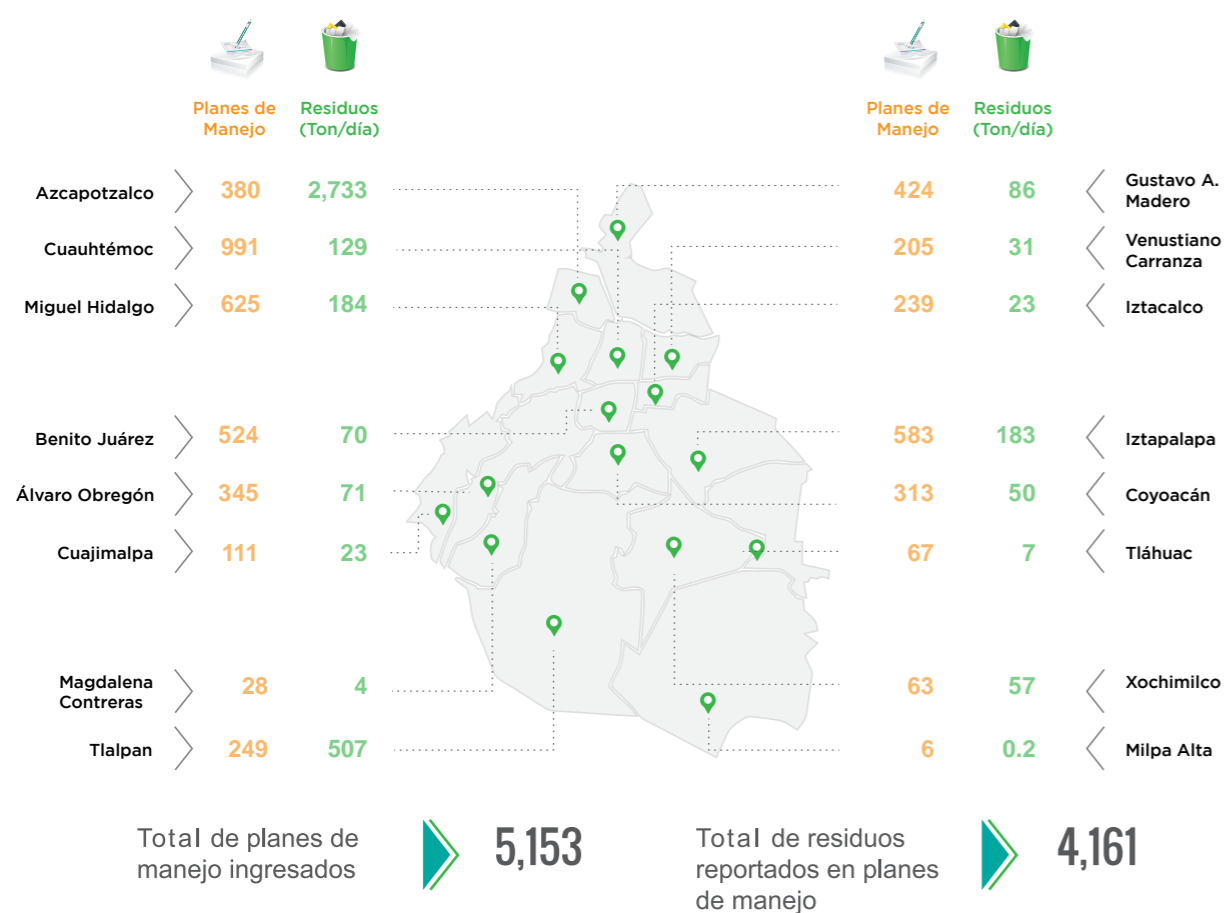 Planes de
Manejo
Residuos
(Ton/día)
Planes de
Manejo
Residuos
(Ton/día)
Azcapotzalco 380 2,733
Cuauhtémoc 991 129
Miguel Hidalgo 625 184
Benito Juárez 524 70
Álvaro Obregón 345 71
Cuajimalpa 111 23
Magdalena
Contreras 28 4
Tlalpan 249 507
424 86 Gustavo A.
Madero
205 31 Venustiano
Carranza
239 23 Iztacalco
583 183 Iztapalapa
313 50 Coyoacán
67 7 Tláhuac
63 57 Xochimilco
6 0.2 Milpa Alta
Total de planes de
manejo ingresados
5,153
Total de residuos
reportados en planes
de manejo
4,161